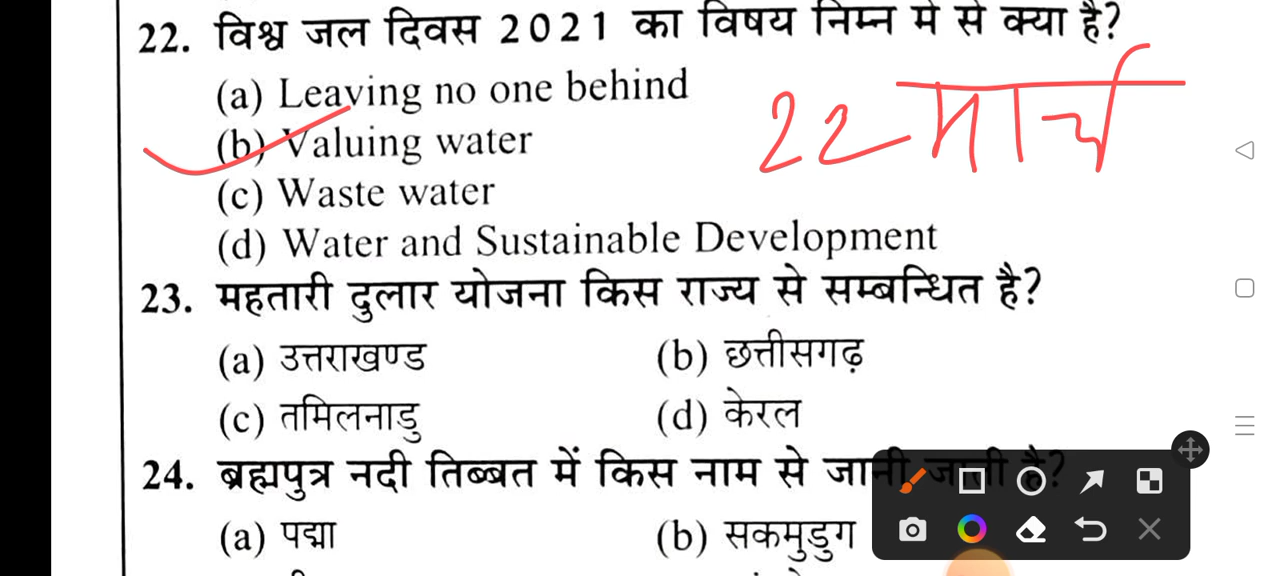 22. विश्व जल दिवस 2021 का विषय निम्न में से क्या है?
(a) Leaving no one behind
22 मार्च
(b) Valuing water
(c) Waste water
(d) Water and Sustainable Development
23. महतारी दुलार योजना किस राज्य से सम्बन्धित है?
(a) उत्तराखण्ड (b) छत्तीसगढ़
(c) तमिलनाडु (d) केरल
24. ब्रह्मपुत्र नदी तिब्बत में किस नाम से जानी जाती है?
(a) पद्मा (b) सकमुडुग